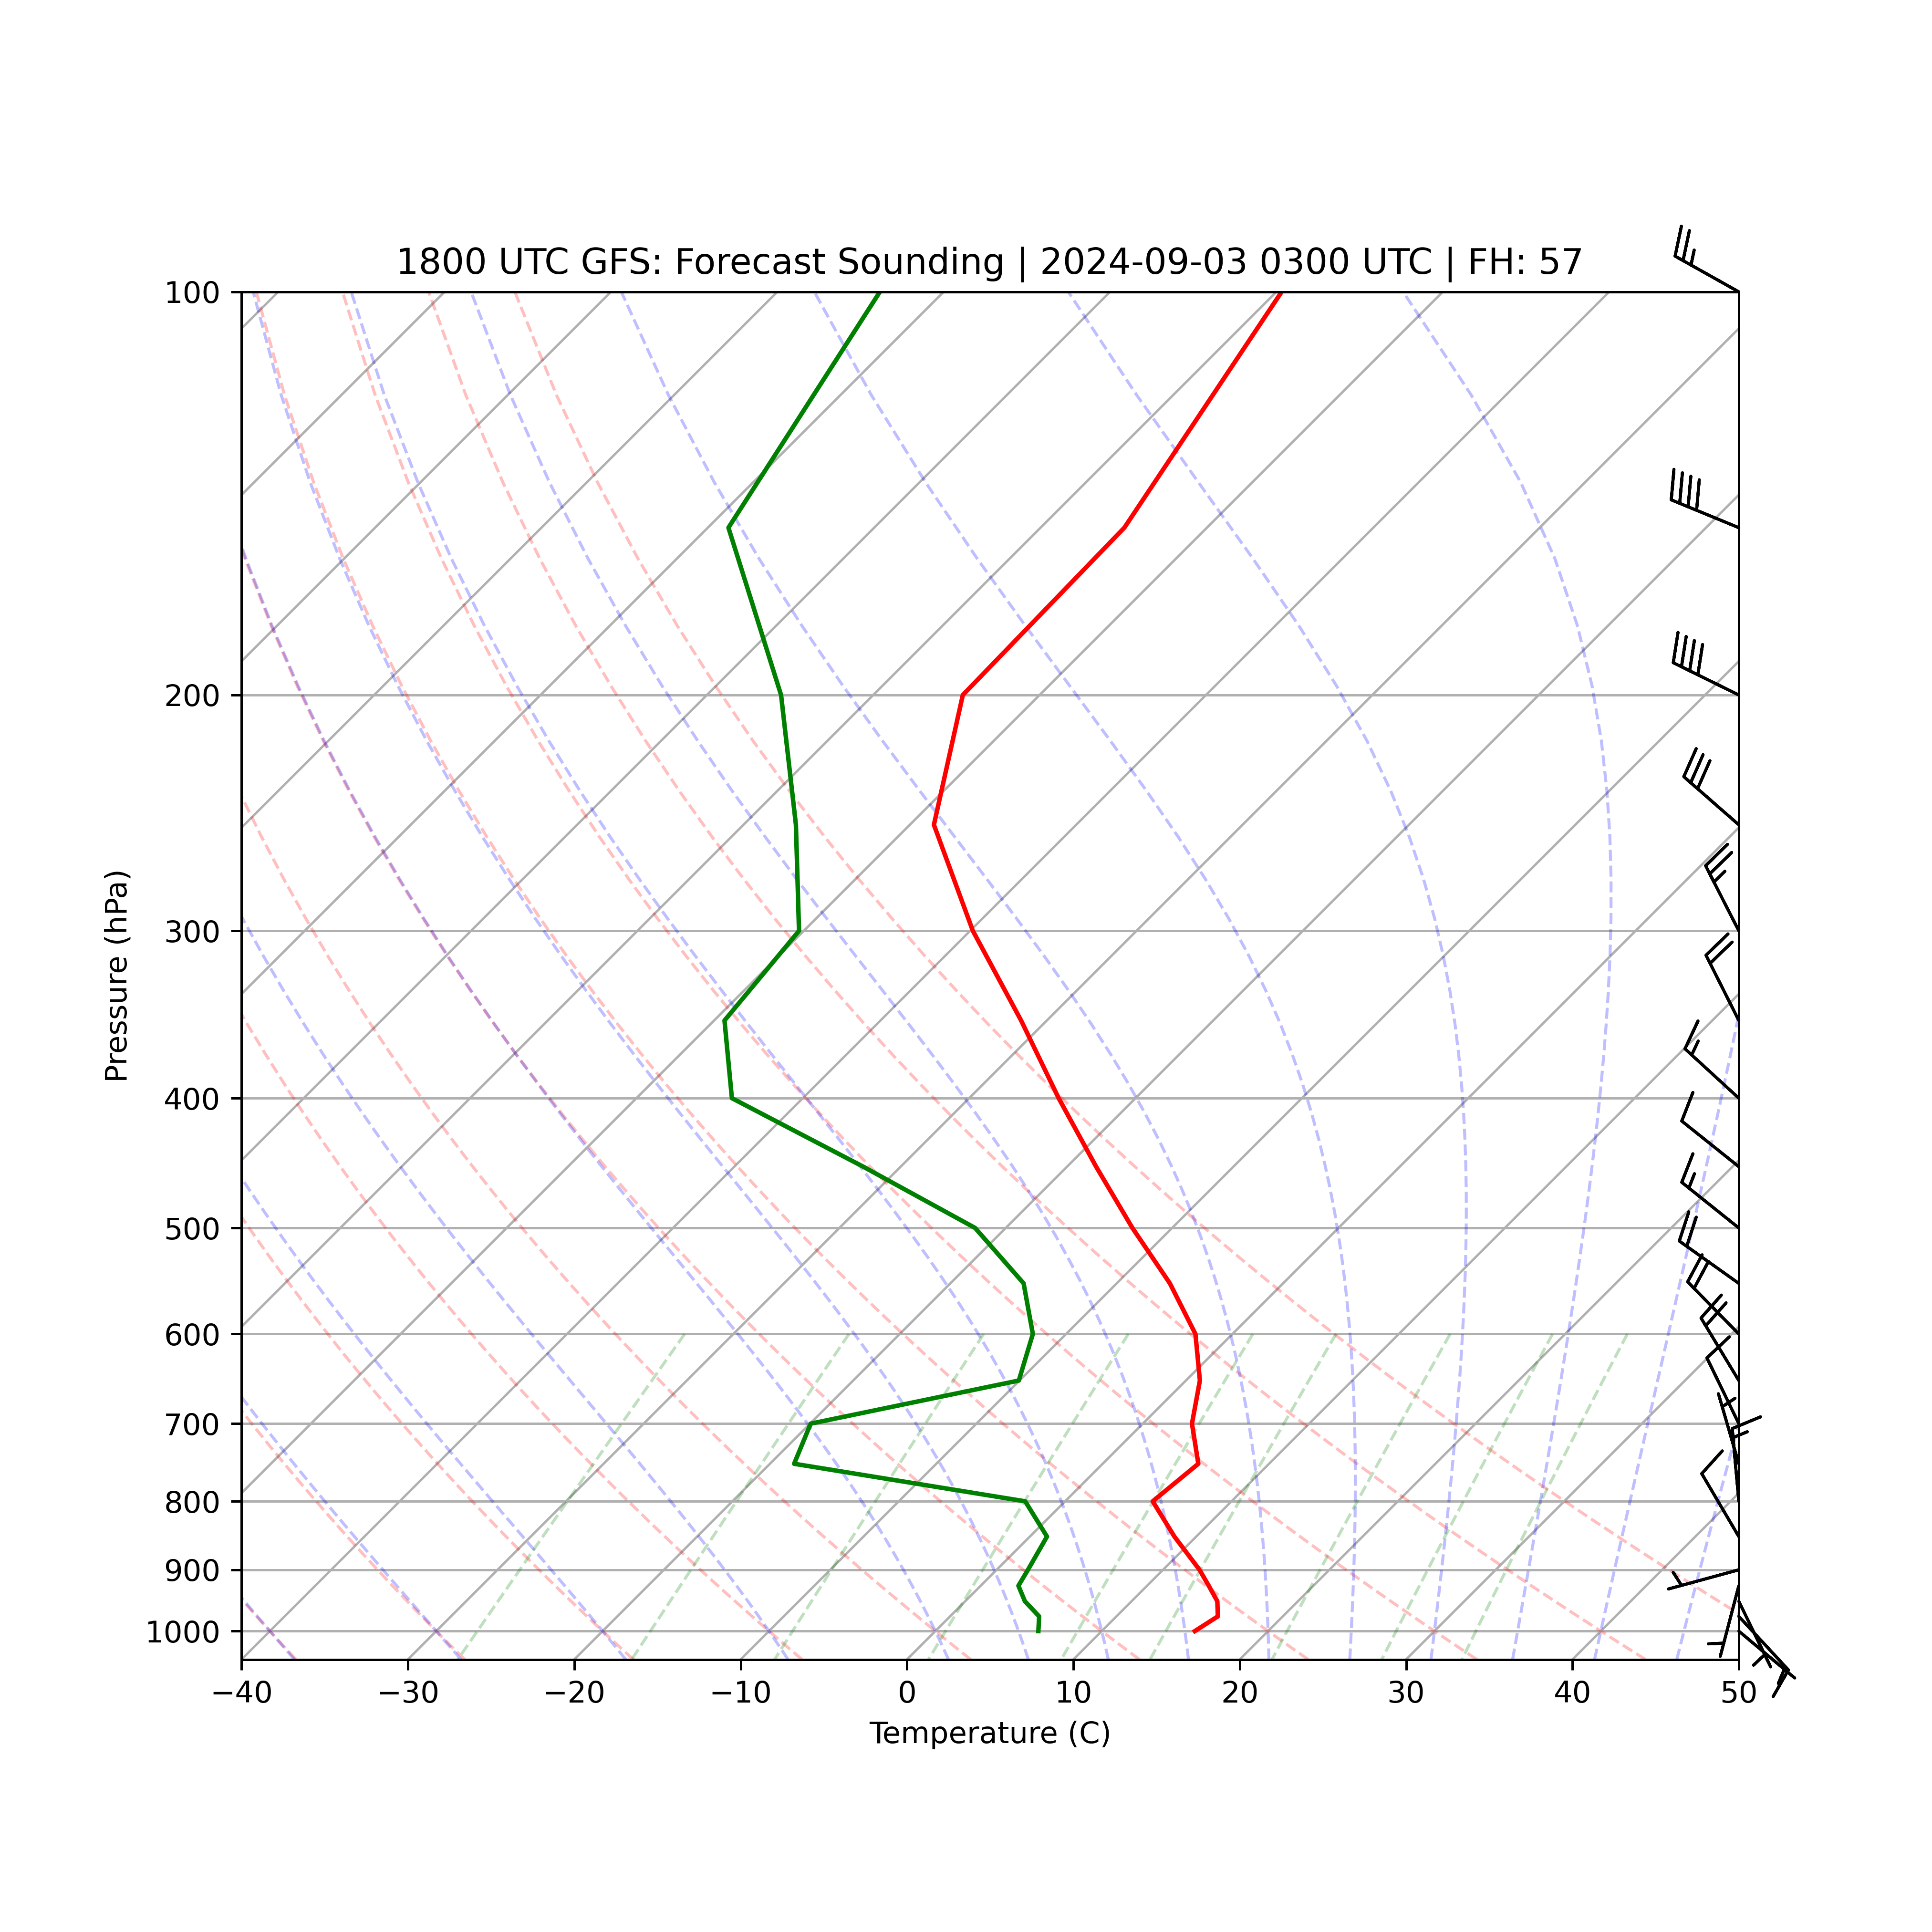 1800 UTC GFS: Forecast Sounding | 2024-09-03 0300 UTC | FH: 57
100
200
300
400
500
600
700
800
900
1000
Pressure (hPa)
−40 −30 −20 −10 0 10 20 30 40 50
Temperature (C)